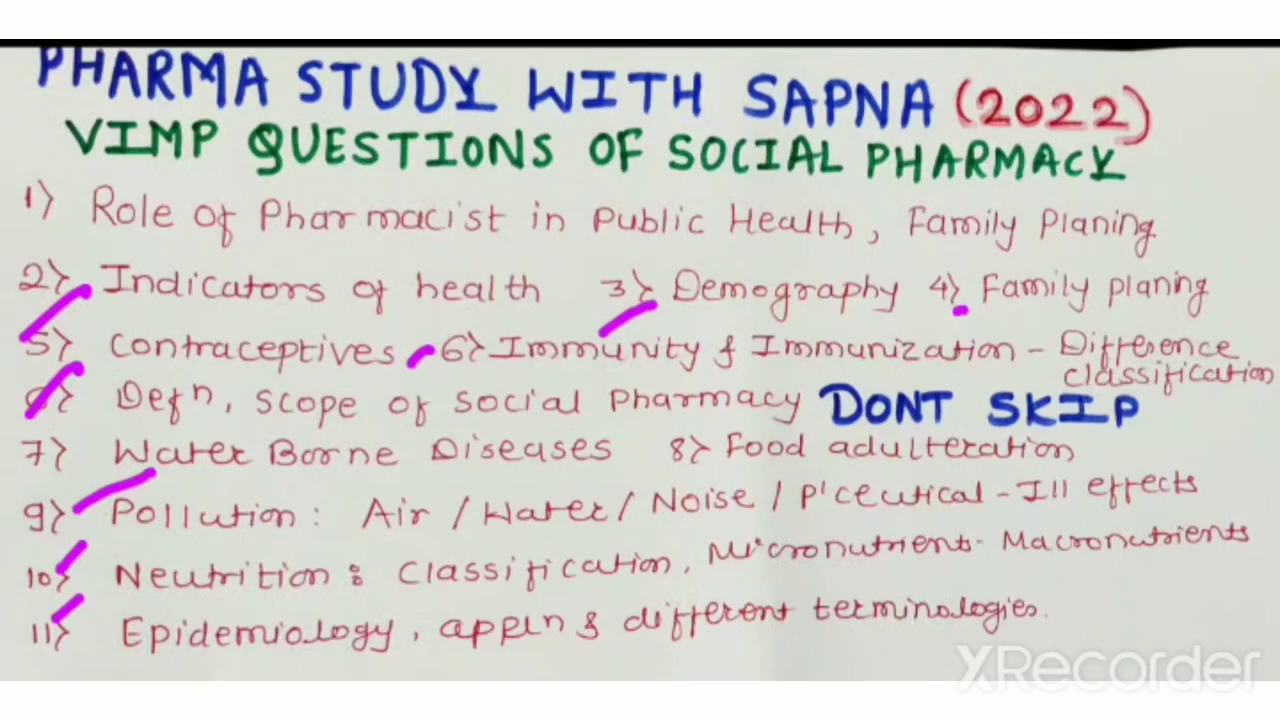 PHARMA STUDY WITH SAPNA (2022)
VIMP QUESTIONS OF SOCIAL PHARMACY
1) Role of Pharmacist in Public Health, Family Planing
2) Indicators of health 3) Demography 4) Family planing
5) Contraceptives 6) Immunity & Immunization - Difference
classification
6) Defn, scope of social Pharmacy DONT SKIP
7) Water Borne Diseases 8) Food adulteration
9) Pollution: Air / Water / Noise / P'ceutical - Ill effects
10) Neutrition: Classification, Micronutrients - Macronutrients
11) Epidemiology, appln & different terminologies.
XRecorder